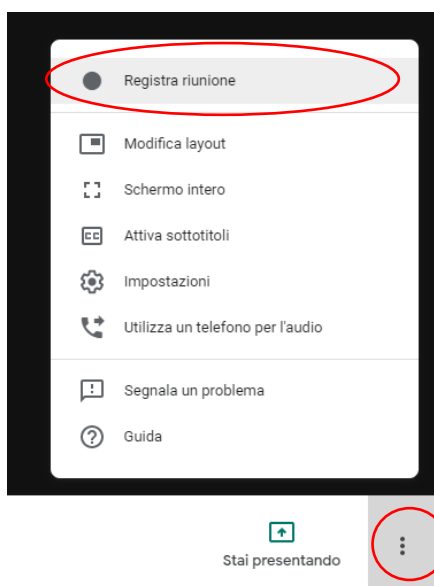 Registra riunione
Modifica layout
Schermo intero
Attiva sottotitoli
Impostazioni
Utilizza un telefono per l'audio
Segnala un problema
Guida
Stai presentando